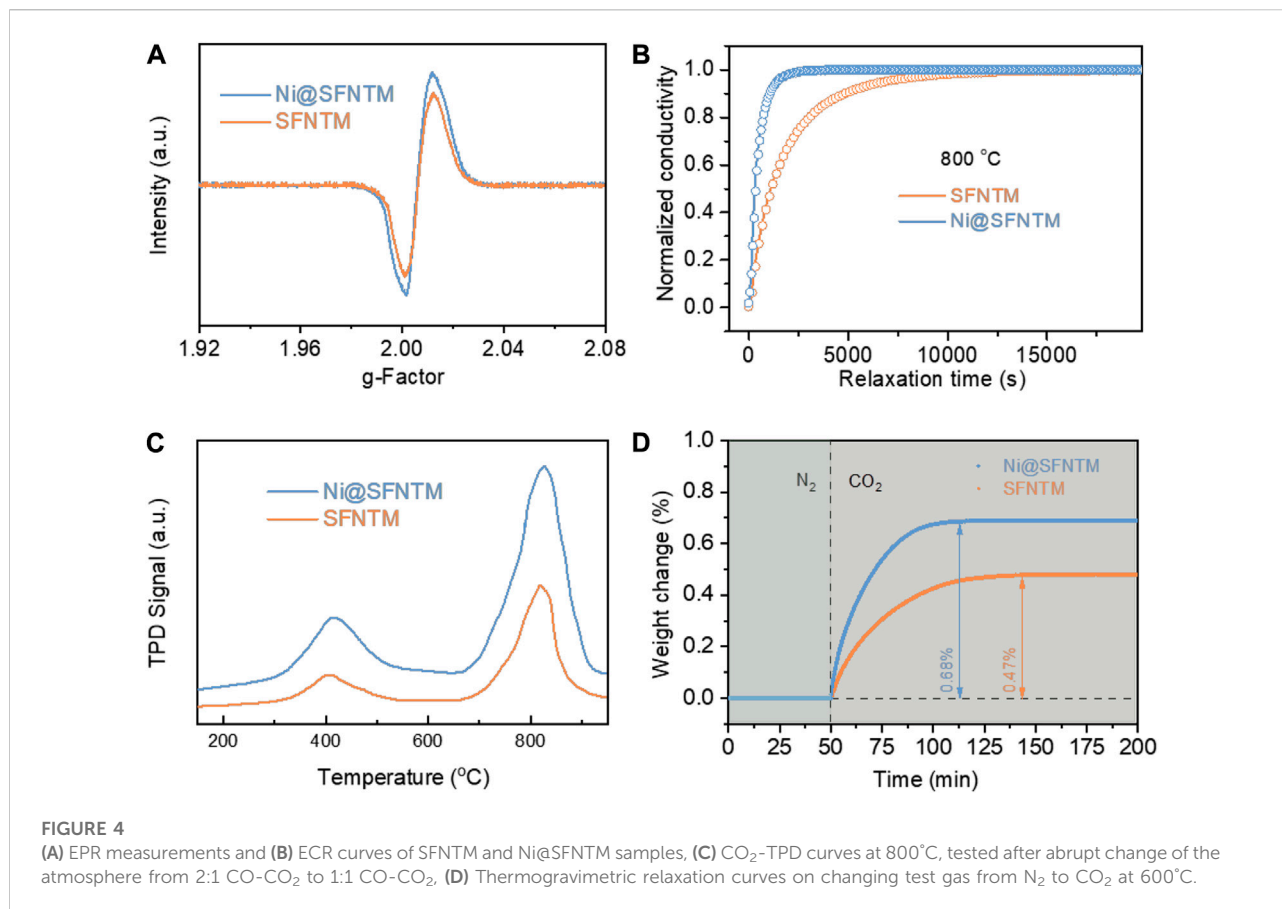 A
Ni@SFNTM
SFNTM
Intensity (a.u.)
1.92 1.96 2.00 2.04 2.08
g-Factor
B
1.0
0.8
0.6
0.4
0.2
0.0
Normalized conductivity
800 °C
SFNTM
Ni@SFNTM
0 5000 10000 15000
Relaxation time (s)
C
Ni@SFNTM
SFNTM
TPD Signal (a.u.)
200 400 600 800
Temperature (°C)
D
1.0
0.8
0.6
0.4
0.2
0.0
Weight change (%)
N₂ CO₂
Ni@SFNTM
SFNTM
0.68%
0.47%
0 25 50 75 100 125 150 175 200
Time (min)
FIGURE 4
(A) EPR measurements and (B) ECR curves of SFNTM and Ni@SFNTM samples, (C) CO₂-TPD curves at 800°C, tested after abrupt change of the
atmosphere from 2:1 CO-CO₂ to 1:1 CO-CO₂, (D) Thermogravimetric relaxation curves on changing test gas from N₂ to CO₂ at 600°C.